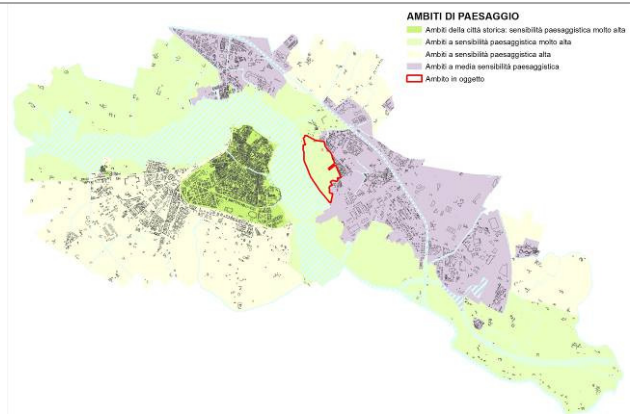 AMBITI DI PAESAGGIO
Ambiti della città storica: sensibilità paesaggistica molto alta
Ambiti a sensibilità paesaggistica molto alta
Ambiti a sensibilità paesaggistica alta
Ambiti a media sensibilità paesaggistica
Ambito in oggetto